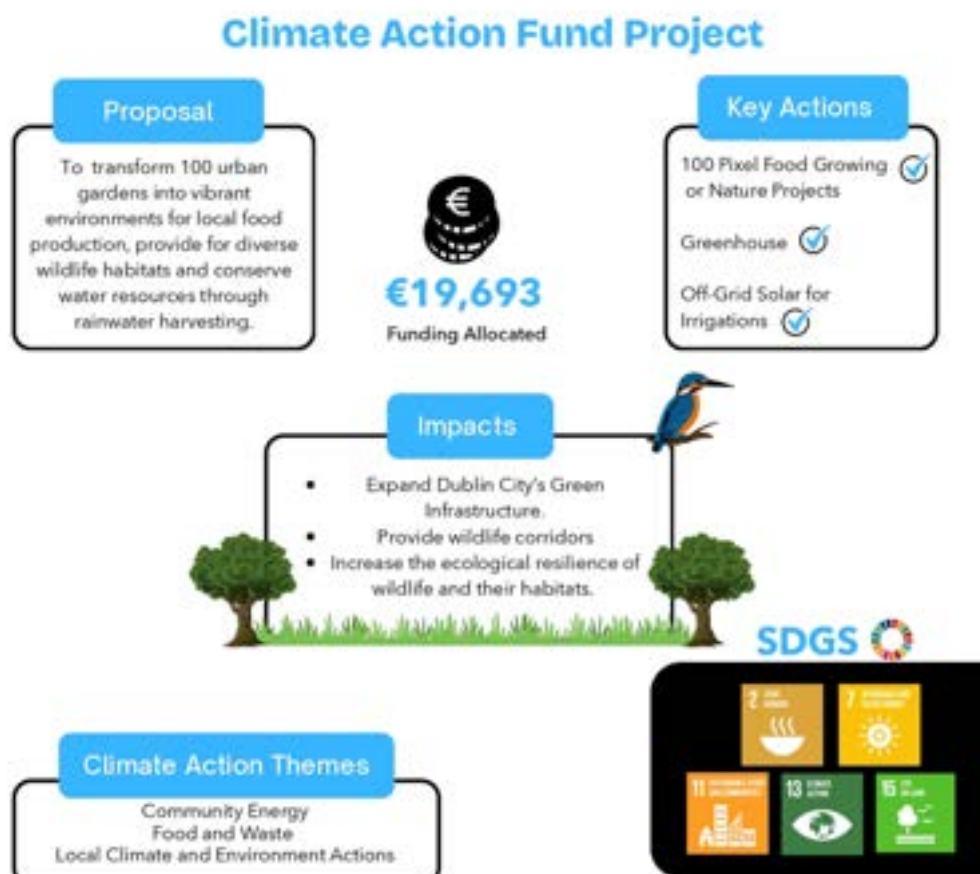 Climate Action Fund Project
Proposal
To transform 100 urban
gardens into vibrant
environments for local food
production, provide for diverse
wildlife habitats and conserve
water resources through
rainwater harvesting.
€
€19,693
Funding Allocated
Key Actions
100 Pixel Food Growing
or Nature Projects
Greenhouse
Off-Grid Solar for
Irrigations
Impacts
• Expand Dublin City's Green
Infrastructure.
• Provide wildlife corridors
• Increase the ecological resilience of
wildlife and their habitats.
SDGS
2
7
11
13 CLIMATE
ACTION
15
Climate Action Themes
Community Energy
Food and Waste
Local Climate and Environment Actions